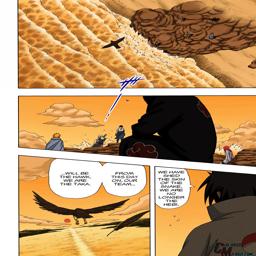 WE HAVE
SHED
THE SKIN
OF THE
SNAKE,
WE ARE
NO
LONGER
THE
HEBI.
FROM
THIS DAY
ON, OUR
TEAM...
...WILL BE
THE HAWK,
WE ARE
THE TAKA.